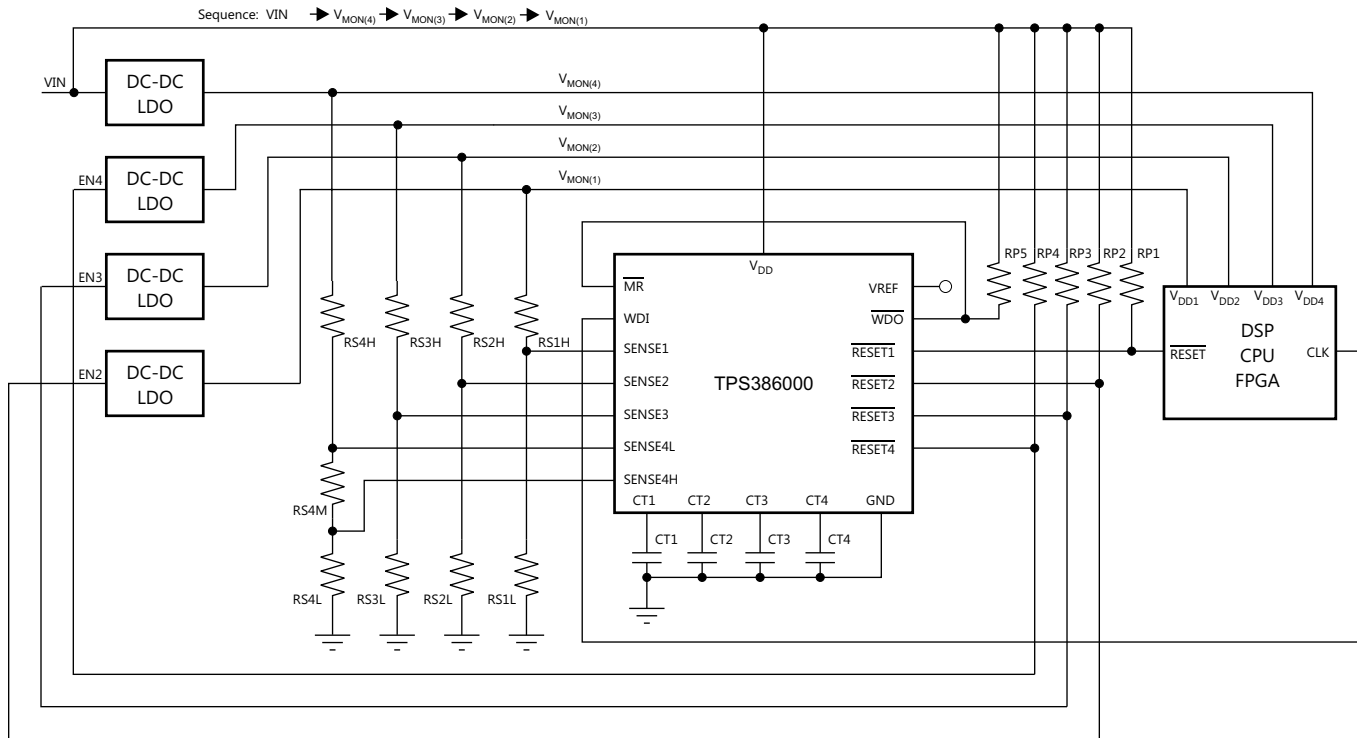 Sequence: VIN → VMON(4) → VMON(3) → VMON(2) → VMON(1)
VIN
DC-DC
LDO
VMON(4)
VMON(3)
EN4
DC-DC
LDO
VMON(2)
VMON(1)
EN3
DC-DC
LDO
EN2
DC-DC
LDO
RS4H
RS3H
RS2H
RS1H
RS4M
RS4L
RS3L
RS2L
RS1L
VDD
MR
WDI
SENSE1
SENSE2
SENSE3
SENSE4L
SENSE4H
TPS386000
VREF
WDO
RESET1
RESET2
RESET3
RESET4
CT1
CT2
CT3
CT4
GND
CT1
CT2
CT3
CT4
RP5
RP4
RP3
RP2
RP1
VDD1
VDD2
VDD3
VDD4
RESET
DSP
CPU
FPGA
CLK